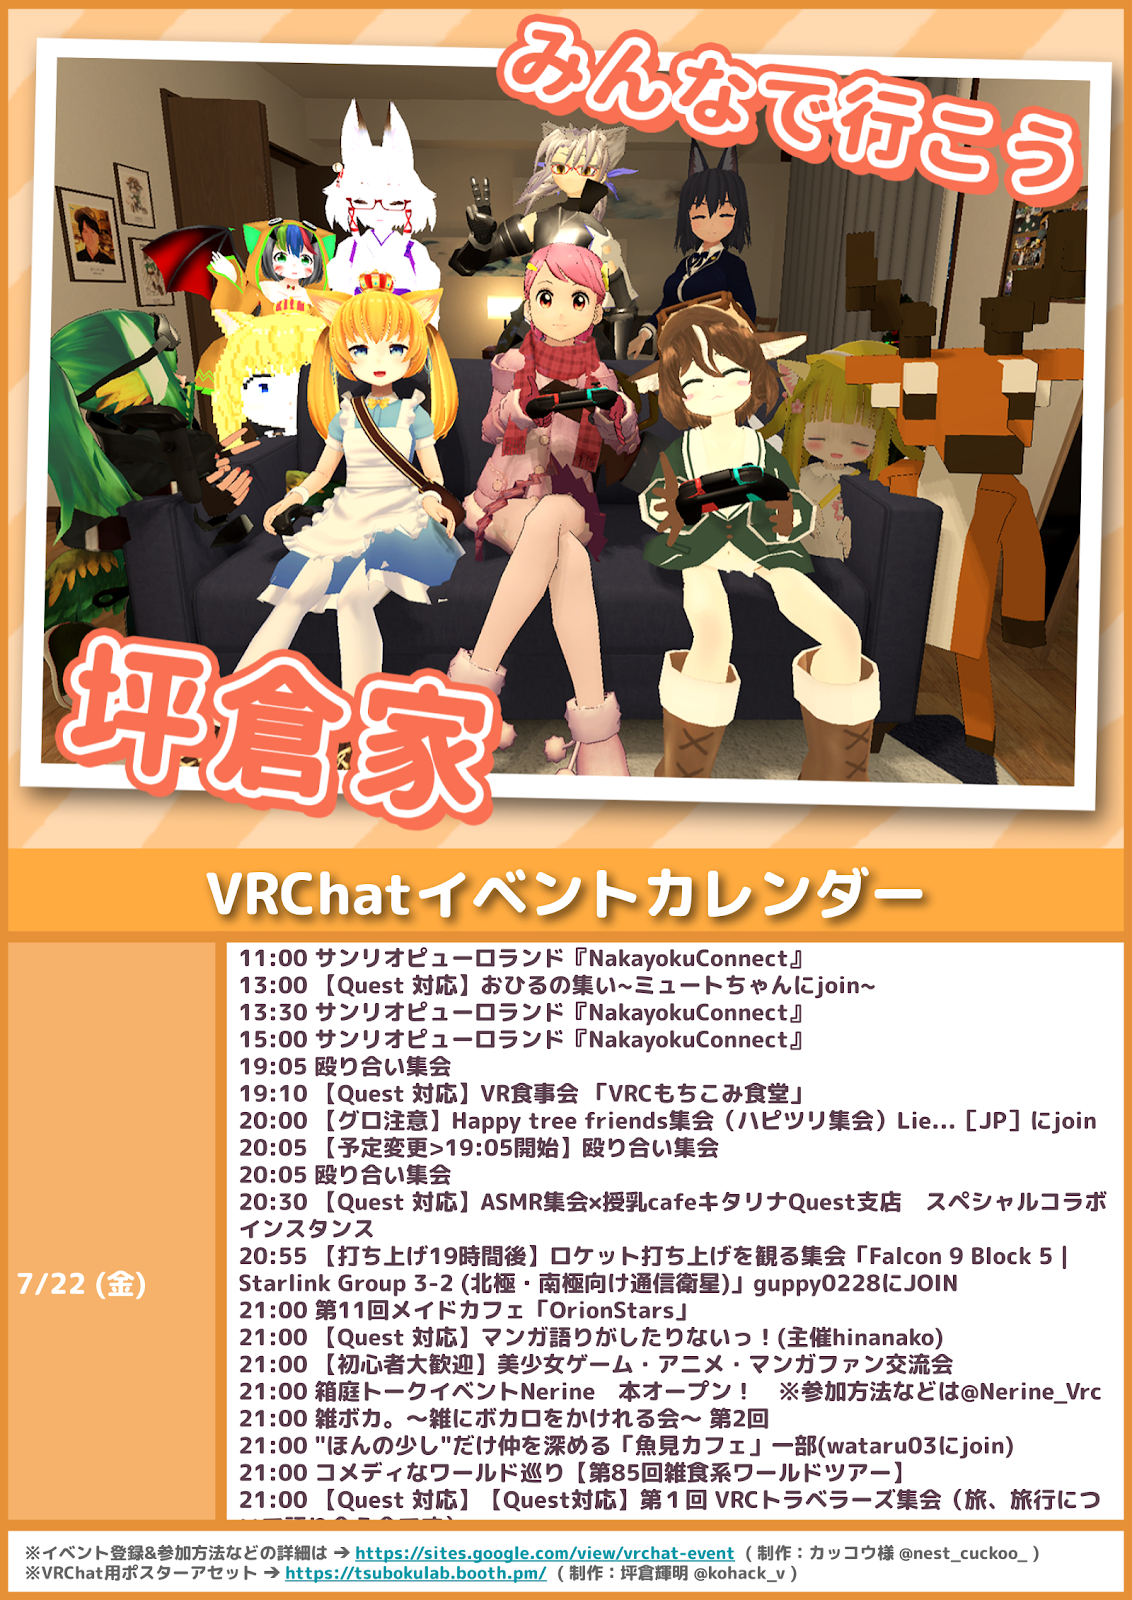 みんなで行こう
坪倉家
VRChatイベントカレンダー
7/22 (金)
11:00 サンリオピューロランド『NakayokuConnect』
13:00 【Quest 対応】おひるの集い~ミュートちゃんにjoin~
13:30 サンリオピューロランド『NakayokuConnect』
15:00 サンリオピューロランド『NakayokuConnect』
19:05 殴り合い集会
19:10 【Quest 対応】VR食事会 「VRCもちこみ食堂」
20:00 【グロ注意】Happy tree friends集会（ハピツリ集会）Lie...［JP］にjoin
20:05 【予定変更>19:05開始】殴り合い集会
20:05 殴り合い集会
20:30 【Quest 対応】ASMR集会×授乳cafeキタリナQuest支店　スペシャルコラボ
インスタンス
20:55 【打ち上げ19時間後】ロケット打ち上げを観る集会「Falcon 9 Block 5 |
Starlink Group 3-2 (北極・南極向け通信衛星)」guppy0228にJOIN
21:00 第11回メイドカフェ「OrionStars」
21:00 【Quest 対応】マンガ語りがしたりないっ！(主催hinanako)
21:00 【初心者大歓迎】美少女ゲーム・アニメ・マンガファン交流会
21:00 箱庭トークイベントNerine　本オープン！　※参加方法などは@Nerine_Vrc
21:00 雑ボカ。～雑にボカロをかけれる会～ 第2回
21:00 "ほんの少し"だけ仲を深める「魚見カフェ」一部(wataru03にjoin)
21:00 コメディなワールド巡り【第85回雑食系ワールドツアー】
21:00 【Quest 対応】【Quest対応】第１回 VRCトラベラーズ集会（旅、旅行につ
※イベント登録&参加方法などの詳細は ➔ https://sites.google.com/view/vrchat-event ( 制作：カッコウ様 @nest_cuckoo_ )
※VRChat用ポスターアセット ➔ https://tsubokulab.booth.pm/ ( 制作：坪倉輝明 @kohack_v )